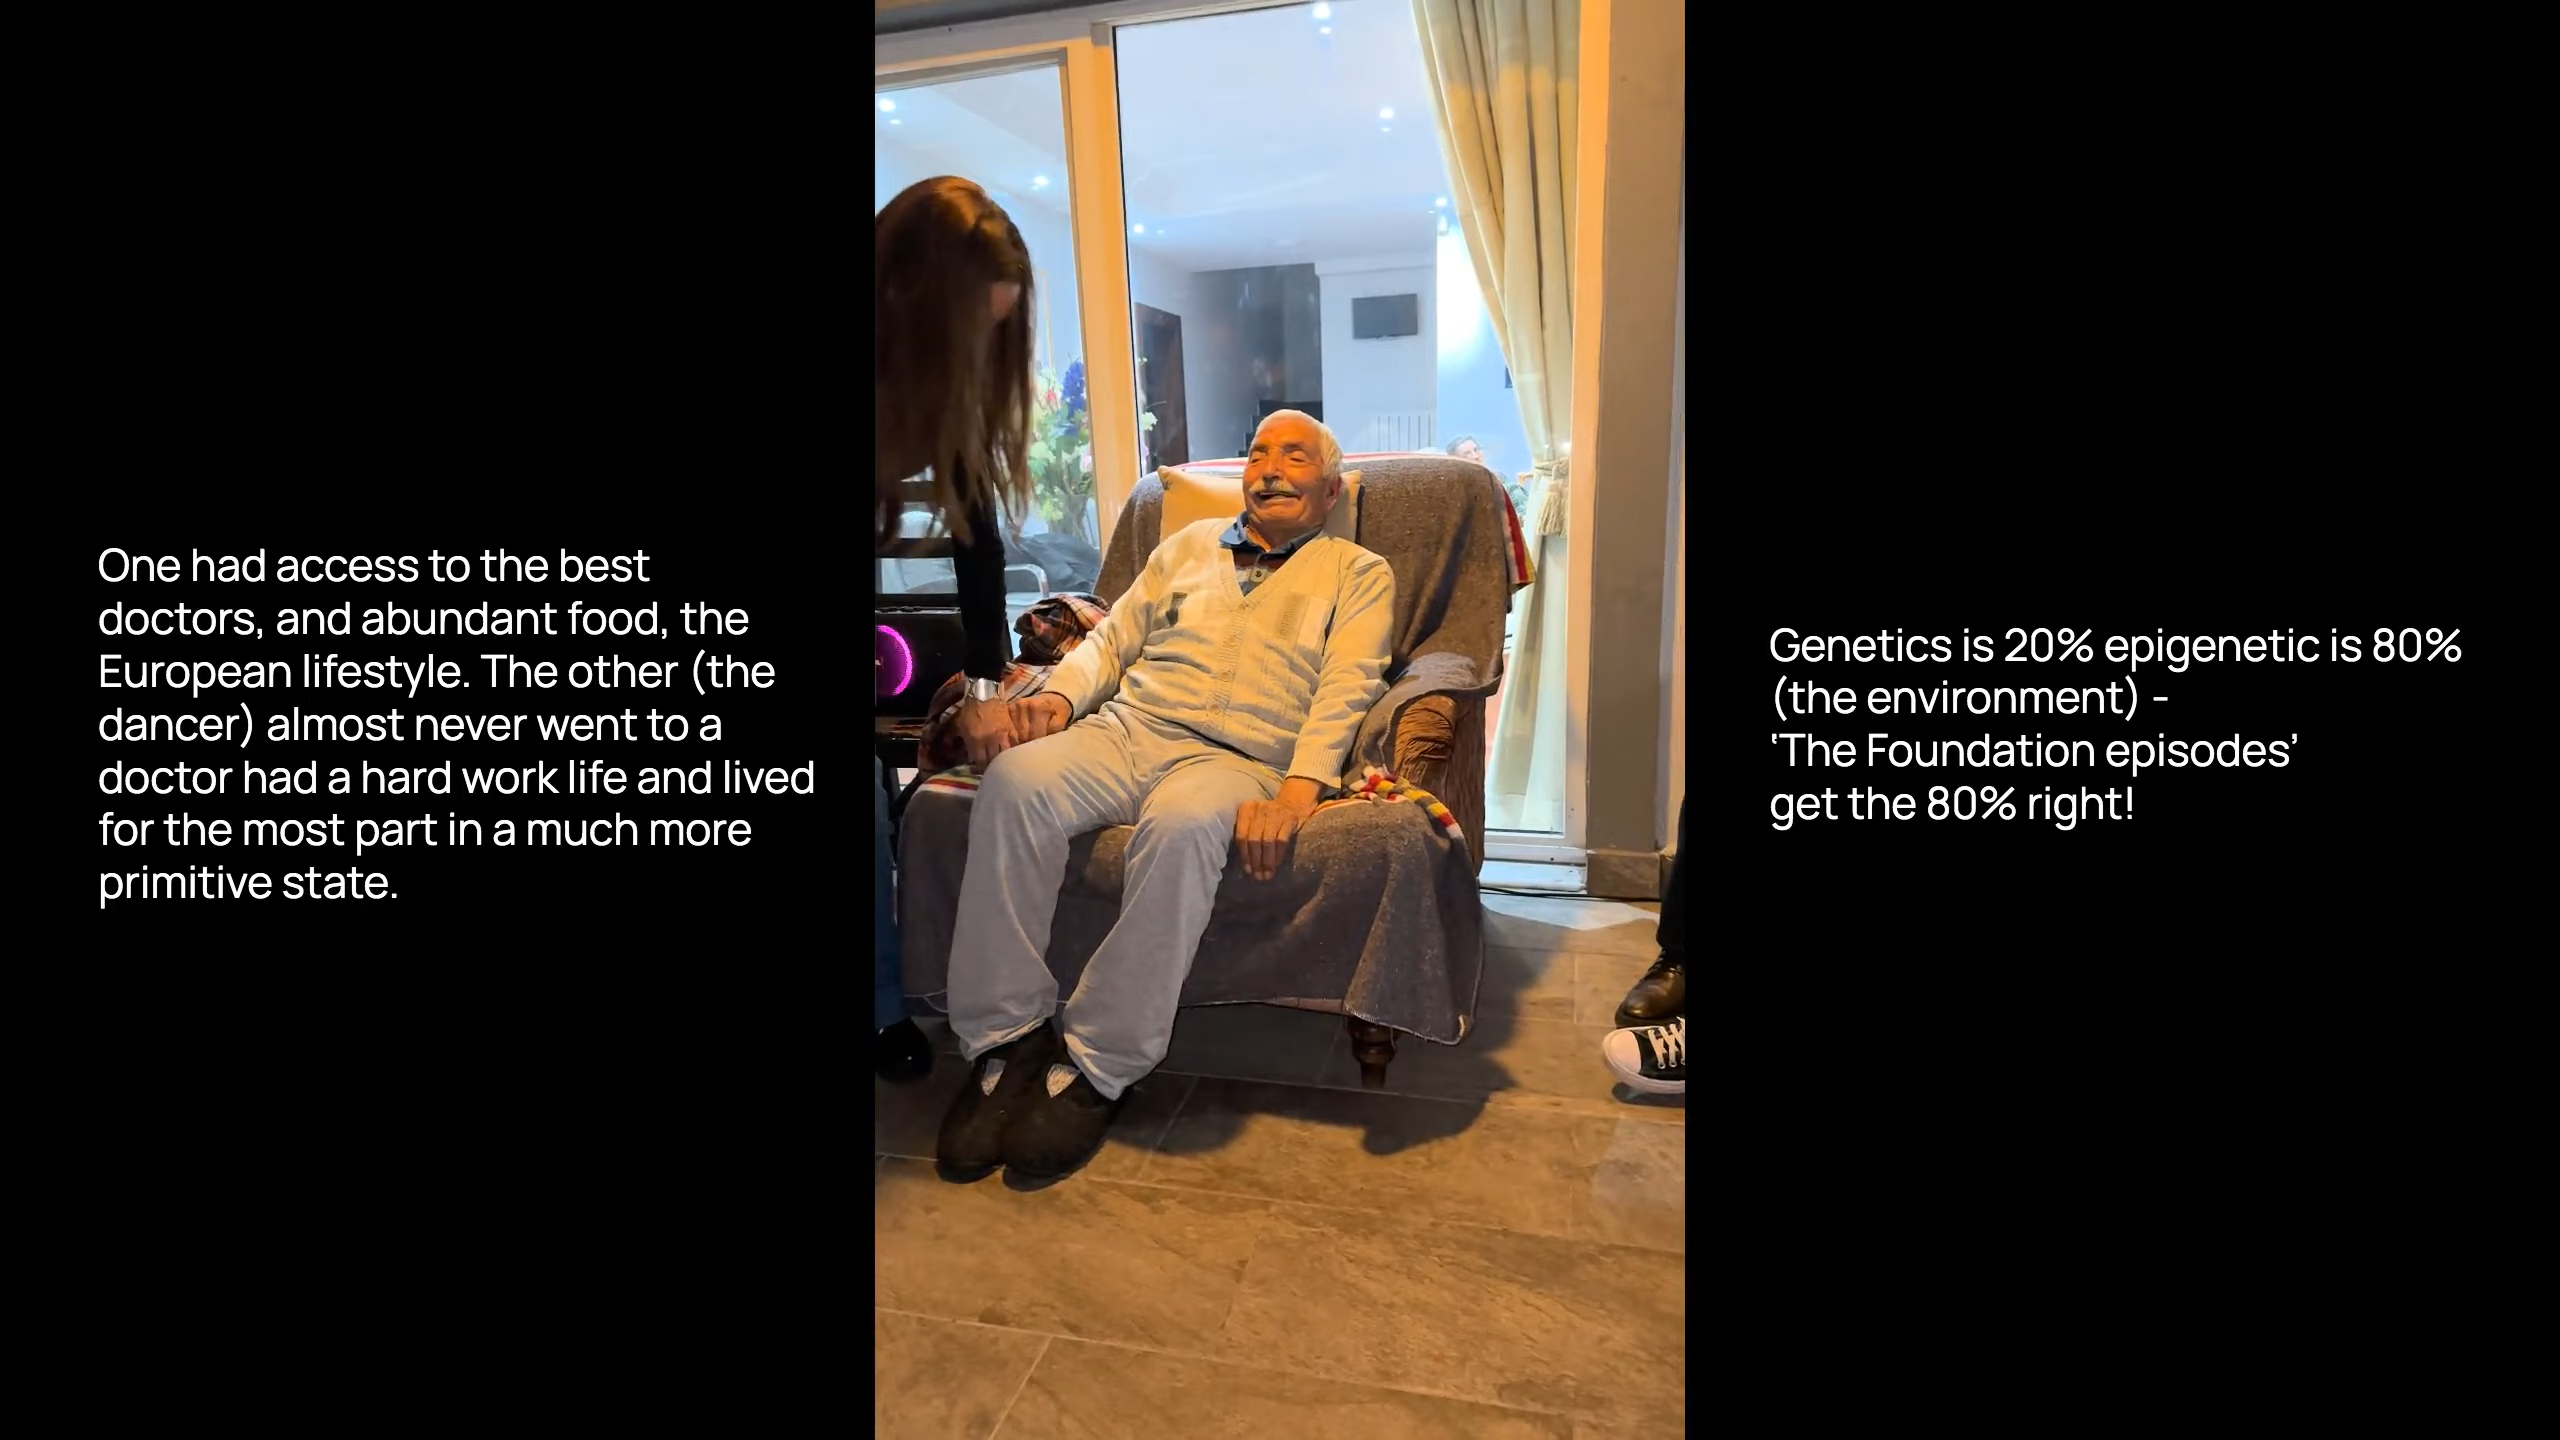 One had access to the best
doctors, and abundant food, the
European lifestyle. The other (the
dancer) almost never went to a
doctor had a hard work life and lived
for the most part in a much more
primitive state.
Genetics is 20% epigenetic is 80%
(the environment) -
‘The Foundation episodes’
get the 80% right!